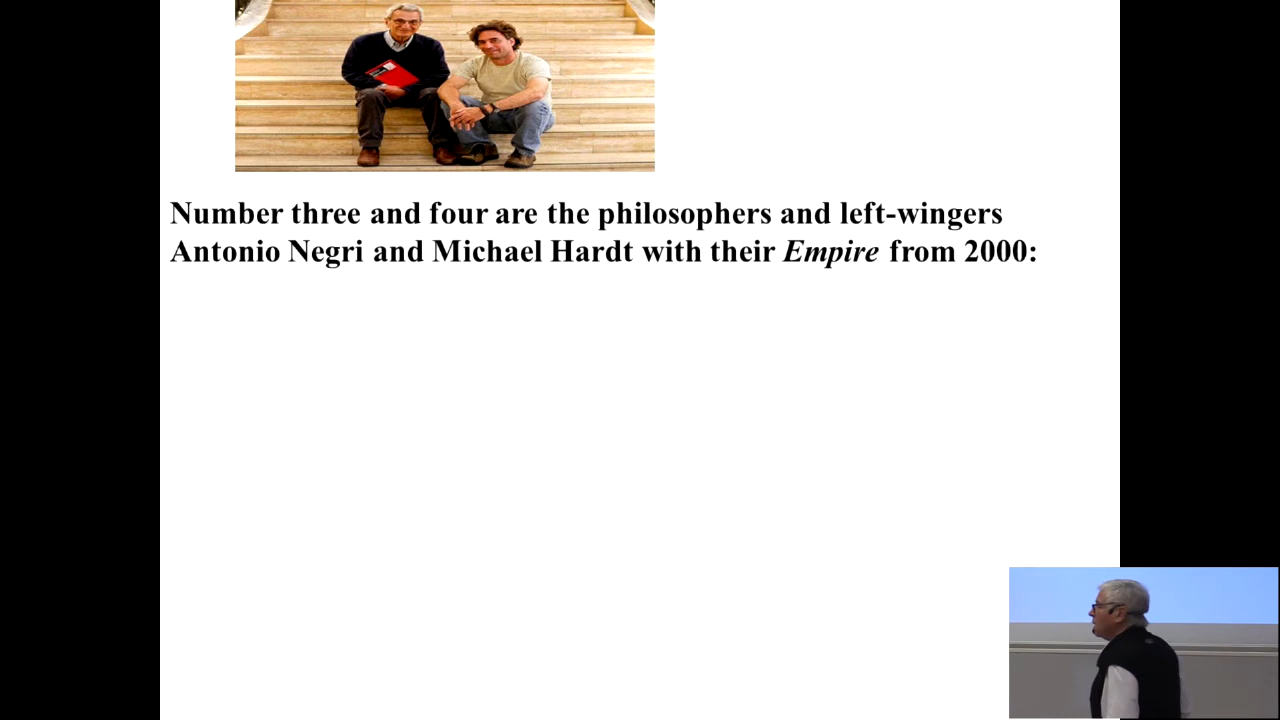 Number three and four are the philosophers and left-wingers
Antonio Negri and Michael Hardt with their Empire from 2000: